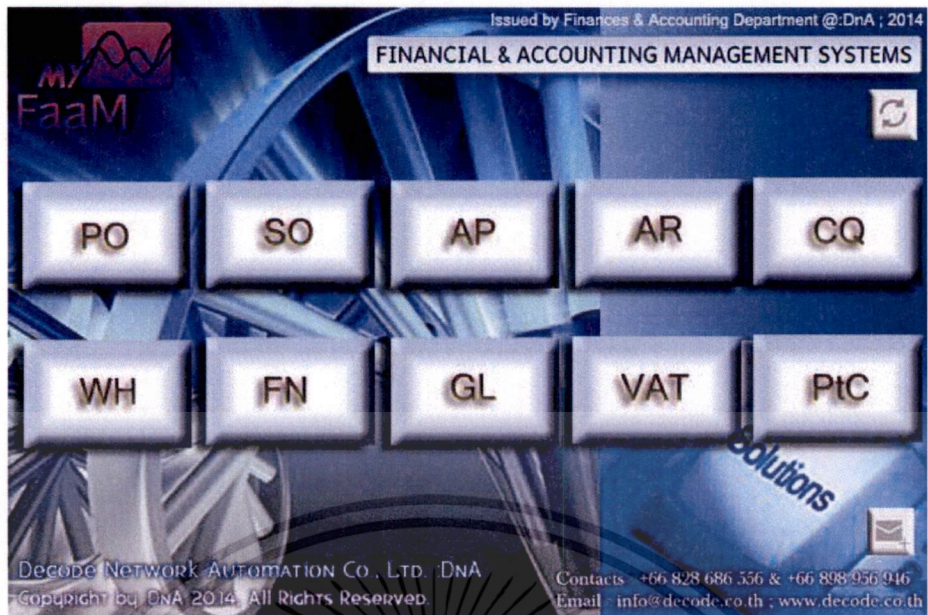 Issued by Finances & Accounting Department @:DnA ; 2014
FINANCIAL & ACCOUNTING MANAGEMENT SYSTEMS
MY
FaaM
PO SO AP AR CQ
WH FN GL VAT PtC
Solutions
Decode Network Automation Co., Ltd. :DnA
Copyright by DnA 2014, All Rights Reserved.
Contacts +66 828 686 556 & +66 898 956 946
Email : info@decode.co.th ; www.decode.co.th